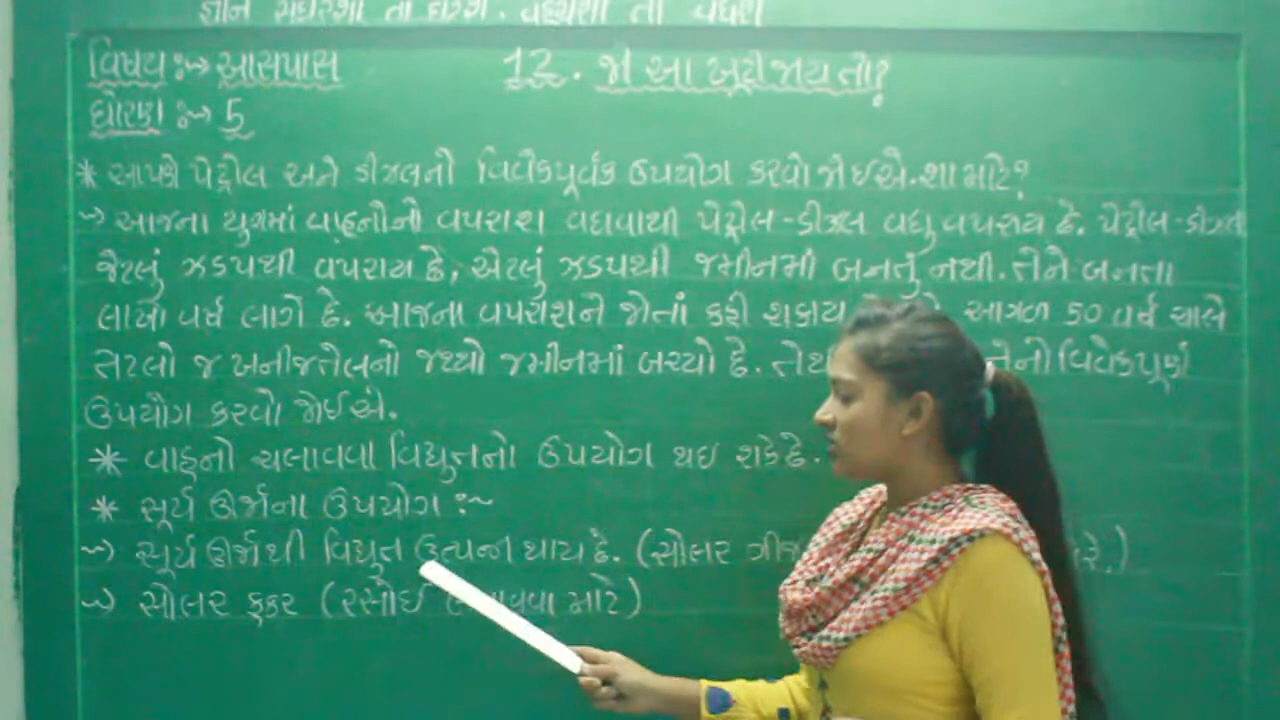 જ્ઞાન
વિષય :→ આસપાસ
12. જો આ ખૂટી જાય તો?
ધોરણ :→ 5
* આપણે પેટ્રોલ અને ડીઝલનો વિવેકપૂર્વક ઉપયોગ કરવો જોઈએ. શા માટે?
→ આજના યુગમાં વાહનોનો વપરાશ વધવાથી પેટ્રોલ-ડીઝલ વધુ વપરાય છે. પેટ્રોલ-ડીઝલ
જેટલું ઝડપથી વપરાય છે, એટલું ઝડપથી જમીનમાં બનતું નથી. તેને બનતા
લાખો વર્ષ લાગે છે. આજના વપરાશને જોતાં કહી શકાય આગળ 50 વર્ષ ચાલે
તેટલો જ ખનીજતેલનો જથ્થો જમીનમાં બચ્યો છે. તેનો વિવેકપૂર્ણ
ઉપયોગ કરવો જોઈએ.
* વાહનો ચલાવવા વિદ્યુતનો ઉપયોગ થઇ શકે છે.
* સૂર્ય ઊર્જાના ઉપયોગ :~
→ સૂર્ય ઊર્જાથી વિદ્યુત ઉત્પન્ન થાય છે. (સોલર
→ સોલર કુકર (રસોઈ માટે)